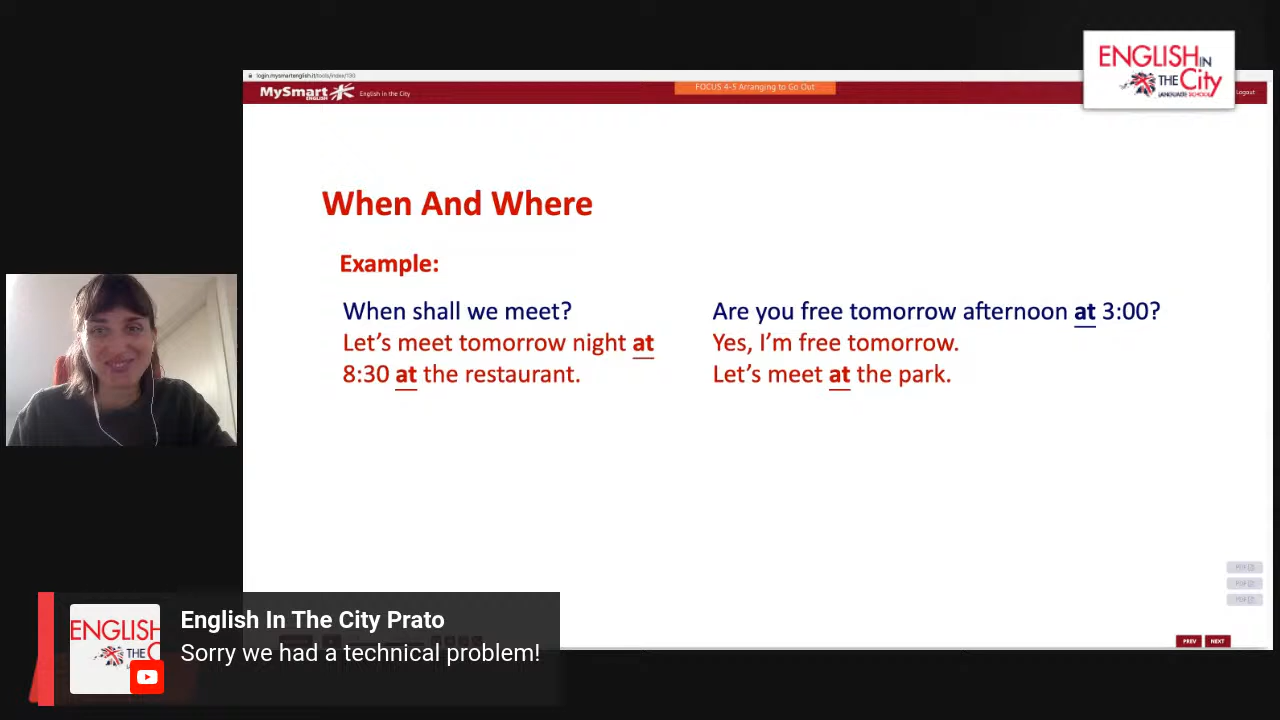 ENGLISH IN
THE City
LANGUAGE SCHOOL
login.mysmartenglish.it/tools/index/130
MySmart
ENGLISH
English in the City
FOCUS 4-5 Arranging to Go Out
Logout
When And Where
Example:
When shall we meet?
Let's meet tomorrow night at
8:30 at the restaurant.
Are you free tomorrow afternoon at 3:00?
Yes, I'm free tomorrow.
Let's meet at the park.
PREV
NEXT
ENGLISH
THE C
English In The City Prato
Sorry we had a technical problem!